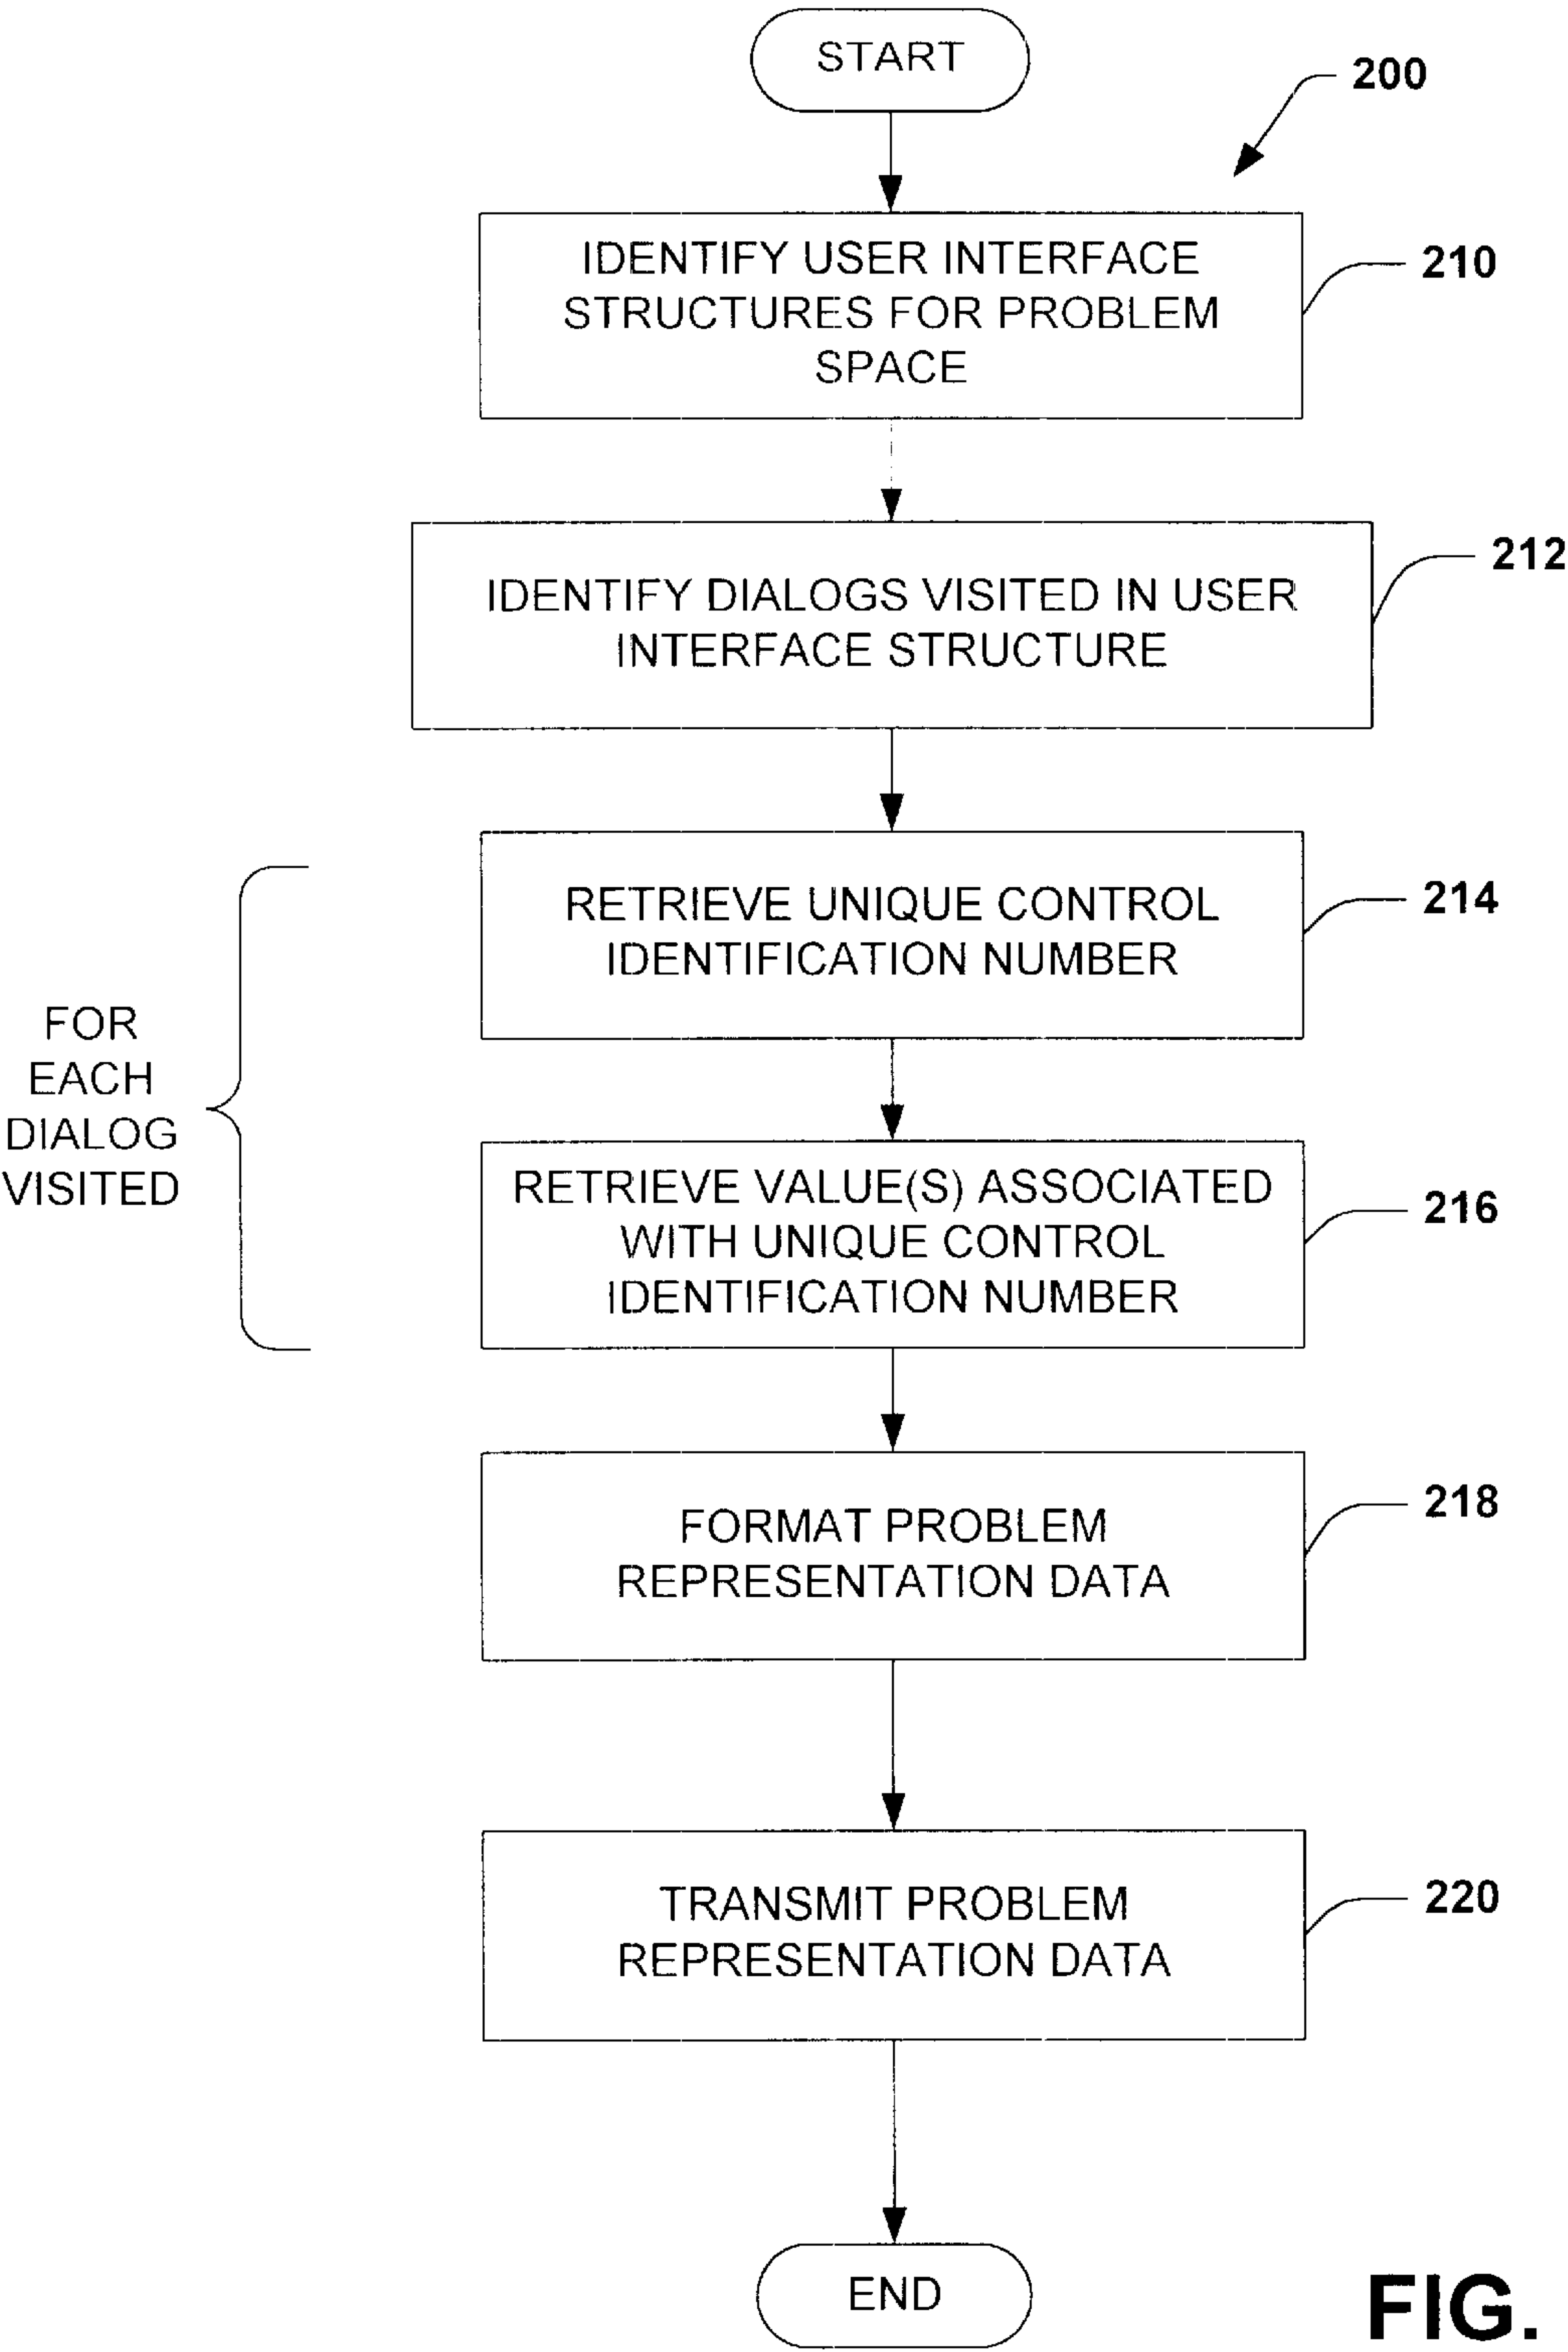 START
200
IDENTIFY USER INTERFACE
STRUCTURES FOR PROBLEM
SPACE
210
IDENTIFY DIALOGS VISITED IN USER
INTERFACE STRUCTURE
212
RETRIEVE UNIQUE CONTROL
IDENTIFICATION NUMBER
214
FOR
EACH
DIALOG
VISITED
RETRIEVE VALUE(S) ASSOCIATED
WITH UNIQUE CONTROL
IDENTIFICATION NUMBER
216
FORMAT PROBLEM
REPRESENTATION DATA
218
TRANSMIT PROBLEM
REPRESENTATION DATA
220
END
FIG.